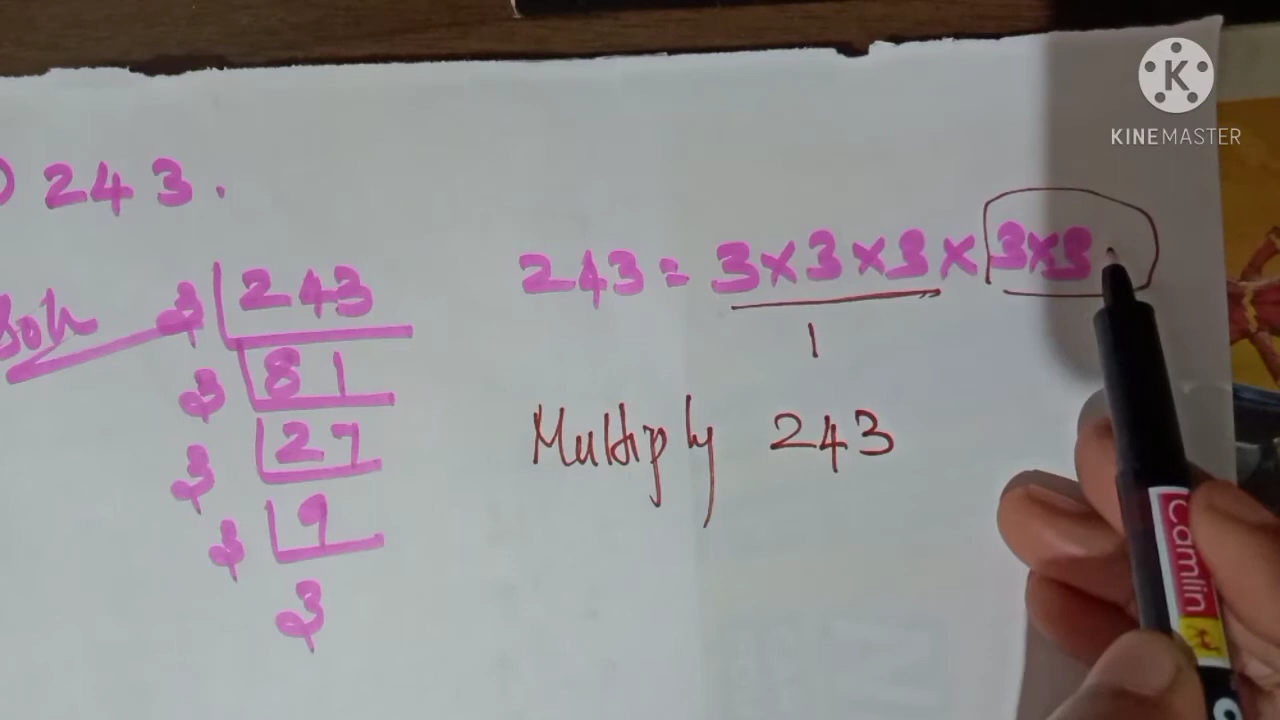 ) 243.
Soln
3 | 243
3 | 81
3 | 27
3 | 9
3
243 = 3×3×3×3×3
1
Multiply 243
KINEMASTER
K
Camlin